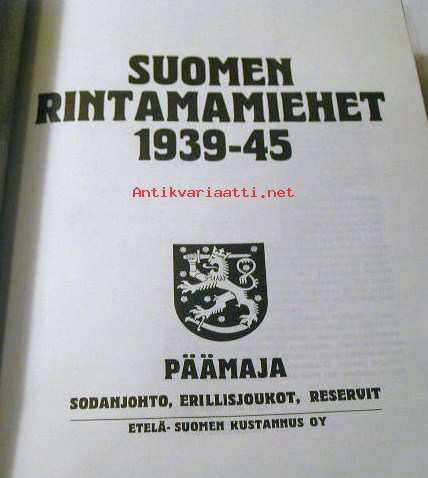 SUOMEN
RINTAMAMIEHET
1939-45
Antikvariaatti.net
PÄÄMAJA
SODANJOHTO, ERILLISJOUKOT, RESERVIT
ETELÄ- SUOMEN KUSTANNUS OY